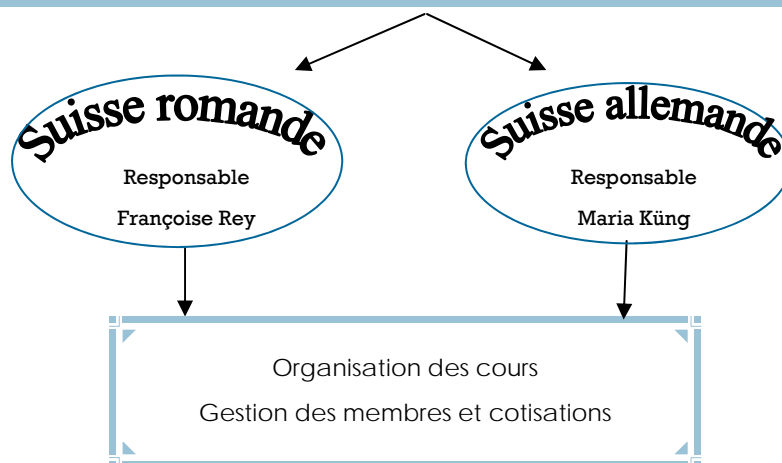 Suisse romande
Responsable
Françoise Rey
Suisse allemande
Responsable
Maria Küng
Organisation des cours
Gestion des membres et cotisations